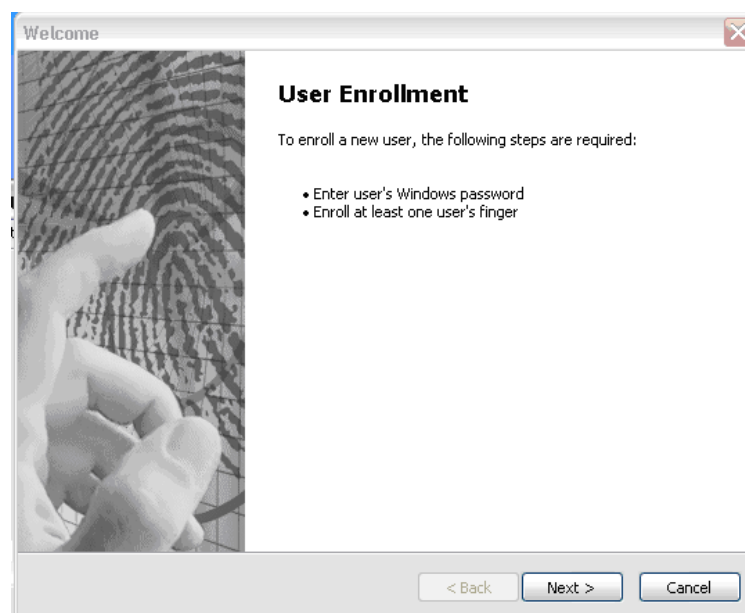 Welcome
User Enrollment
To enroll a new user, the following steps are required:
• Enter user's Windows password
• Enroll at least one user's finger
< Back Next > Cancel